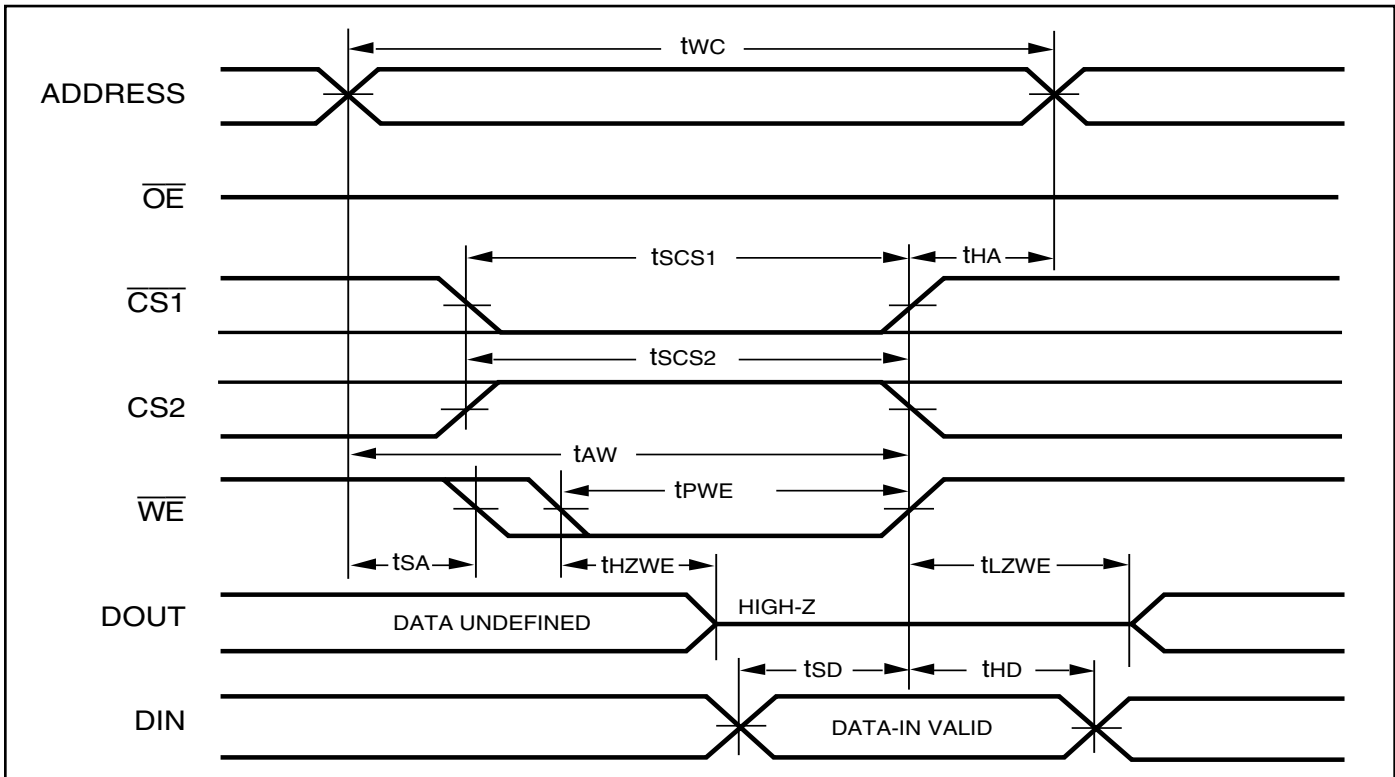 tWC
ADDRESS
OE
tSCS1
tHA
CS1
tSCS2
CS2
tAW
tPWE
WE
tSA
tHZWE
tLZWE
DOUT
DATA UNDEFINED
HIGH-Z
tSD
tHD
DIN
DATA-IN VALID